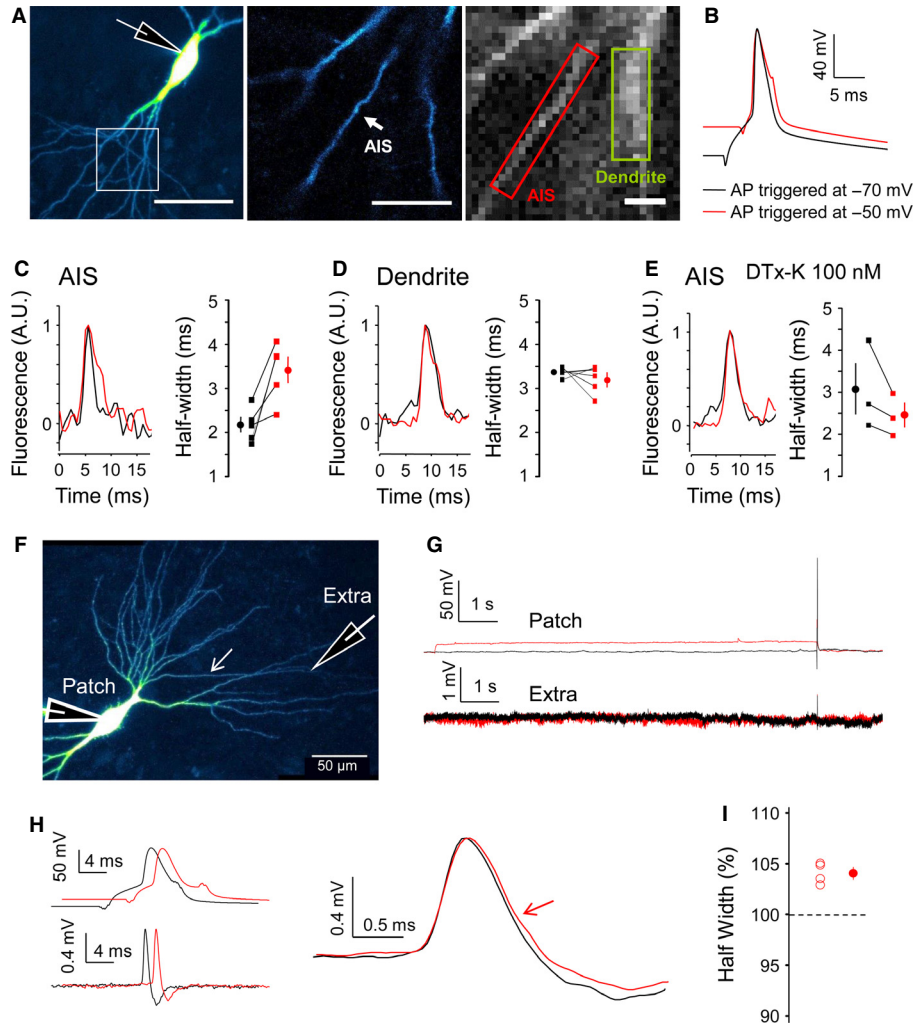 A
AIS
AIS
Dendrite
B
40 mV
5 ms
AP triggered at −70 mV
AP triggered at −50 mV
C
AIS
Fluorescence (A.U.)
1
0
0 5 10 15
Time (ms)
Half-width (ms)
5
4
3
2
1
D
Dendrite
Fluorescence (A.U.)
1
0
0 5 10 15
Time (ms)
Half-width (ms)
5
4
3
2
1
E
AIS
DTx-K 100 nM
Fluorescence (A.U.)
1
0
0 5 10 15
Time (ms)
Half-width (ms)
5
4
3
2
1
F
Extra
Patch
50 µm
G
50 mV
1 s
Patch
1 mV
1 s
Extra
H
50 mV
4 ms
0.4 mV
4 ms
0.4 mV
0.5 ms
I
Half Width (%)
110
105
100
95
90